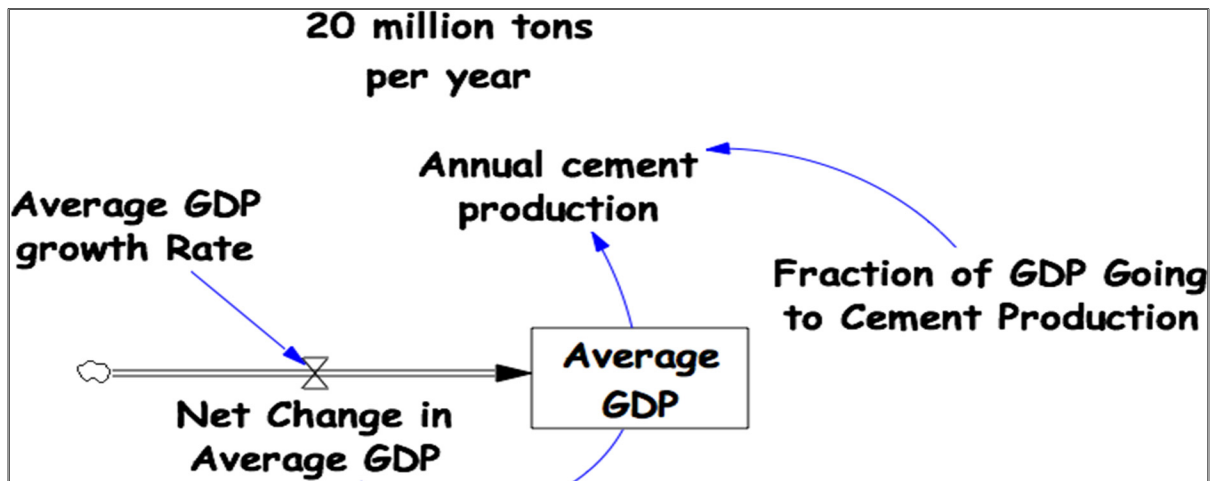 20 million tons
per year
Annual cement
production
Average GDP
growth Rate
Fraction of GDP Going
to Cement Production
Average
GDP
Net Change in
Average GDP